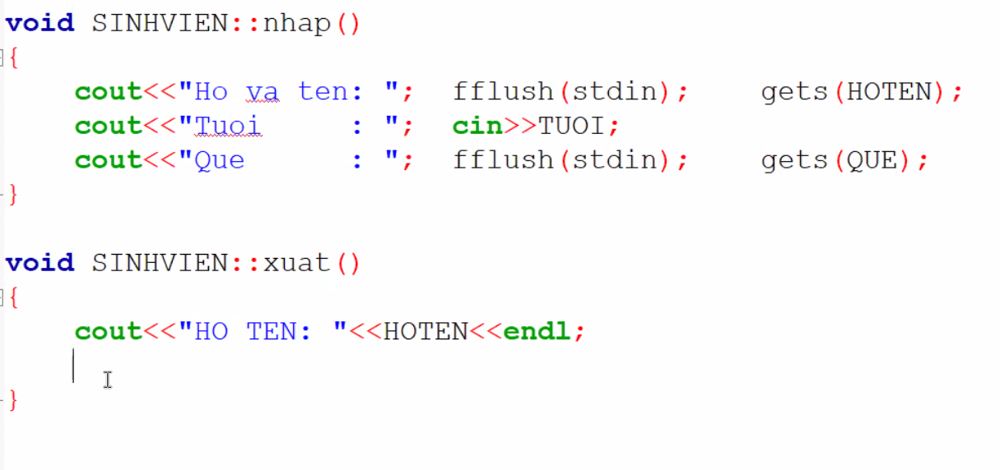 void SINHVIEN::nhap()
{
    cout<<"Ho va ten: ";  fflush(stdin);    gets(HOTEN);
    cout<<"Tuoi     : ";  cin>>TUOI;
    cout<<"Que      : ";  fflush(stdin);    gets(QUE);
}
void SINHVIEN::xuat()
{
    cout<<"HO TEN: "<<HOTEN<<endl;
}